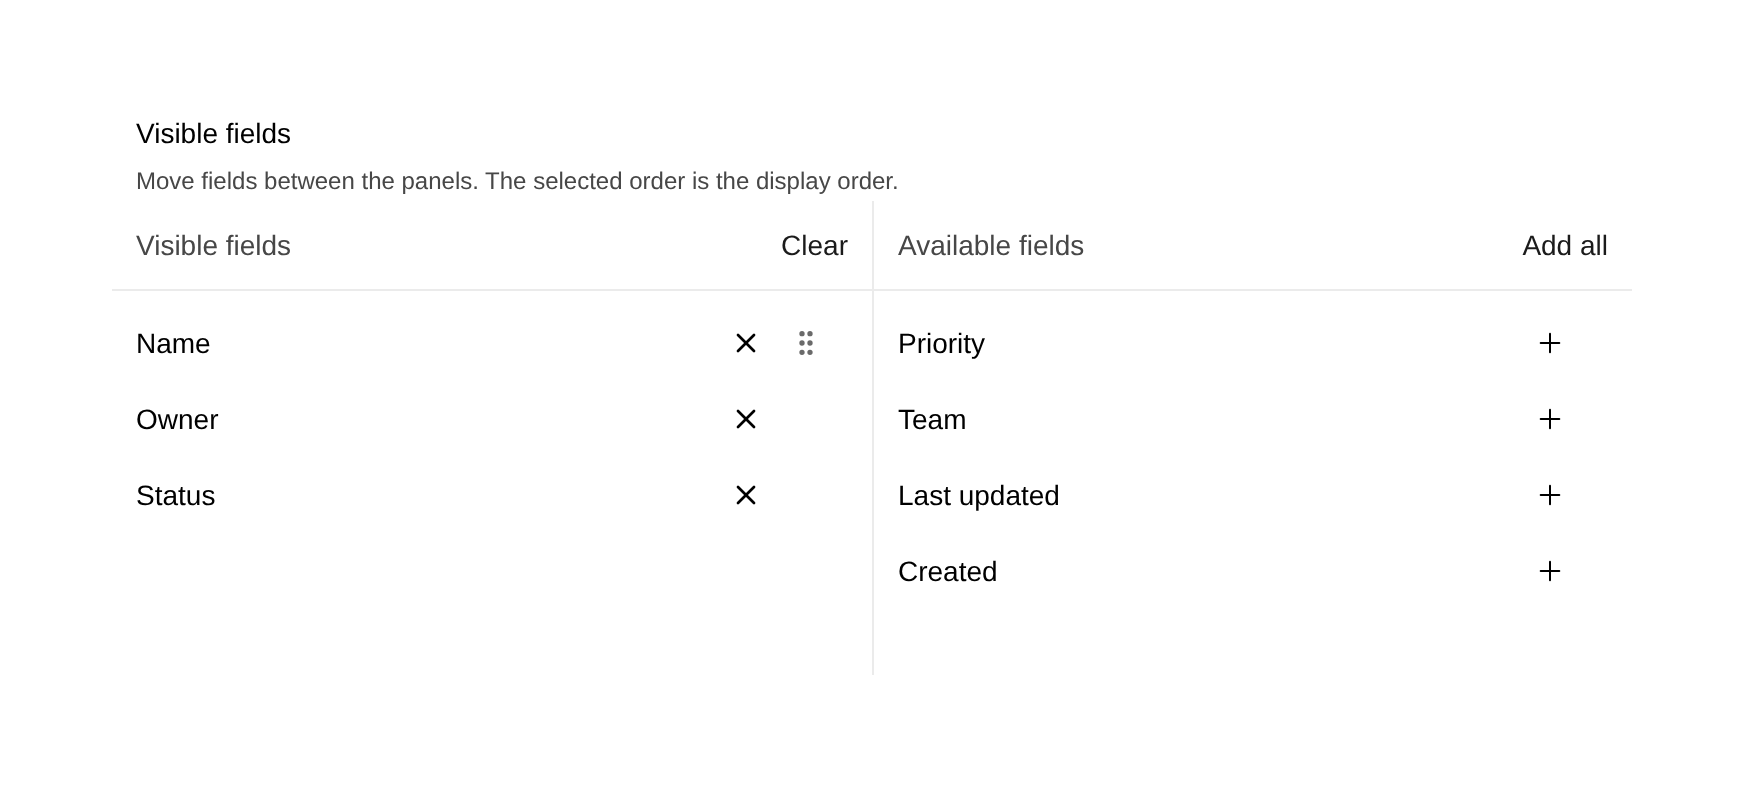 Visible fields
Move fields between the panels. The selected order is the display order.
Visible fields
Clear
Available fields
Add all
Name
Priority
Owner
Team
Status
Last updated
Created